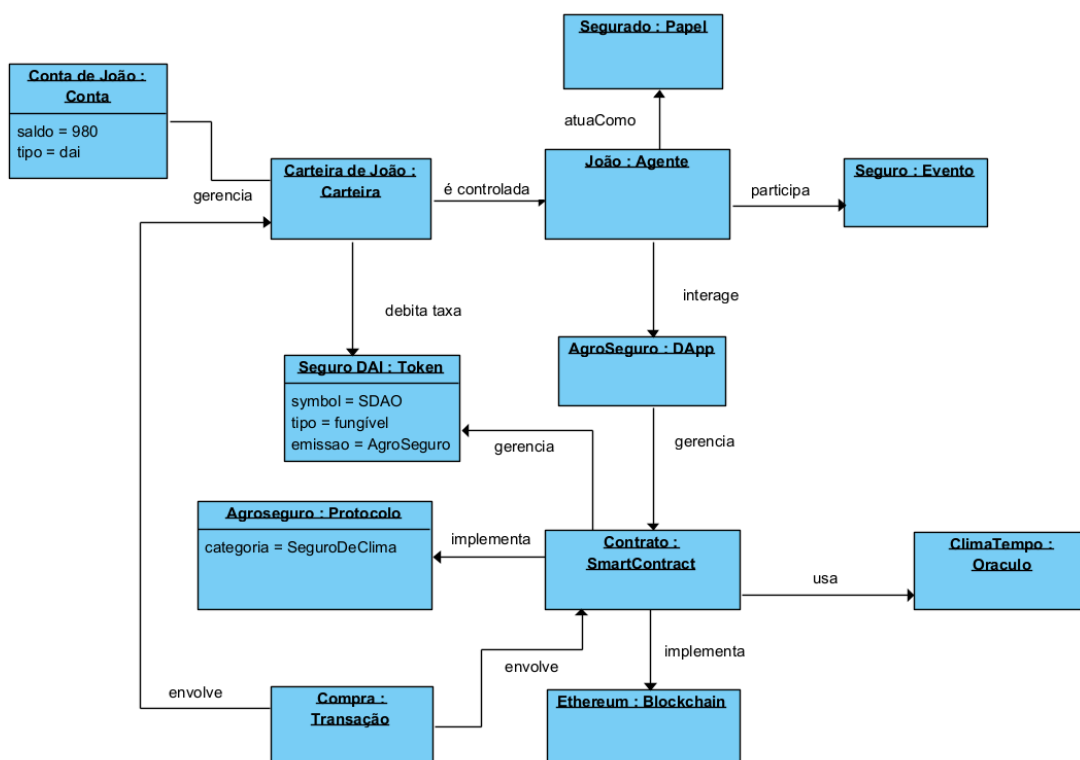 Segurado : Papel
Conta de João :
Conta
saldo = 980
tipo = dai
atuaComo
gerencia
Carteira de João :
Carteira
é controlada
João : Agente
participa
Seguro : Evento
debita taxa
interage
Seguro DAI : Token
symbol = SDAO
tipo = fungível
emissao = AgroSeguro
AgroSeguro : DApp
gerencia
gerencia
Agroseguro : Protocolo
categoria = SeguroDeClima
implementa
Contrato :
SmartContract
usa
ClimaTempo :
Oraculo
envolve
Compra :
Transação
envolve
implementa
Ethereum : Blockchain